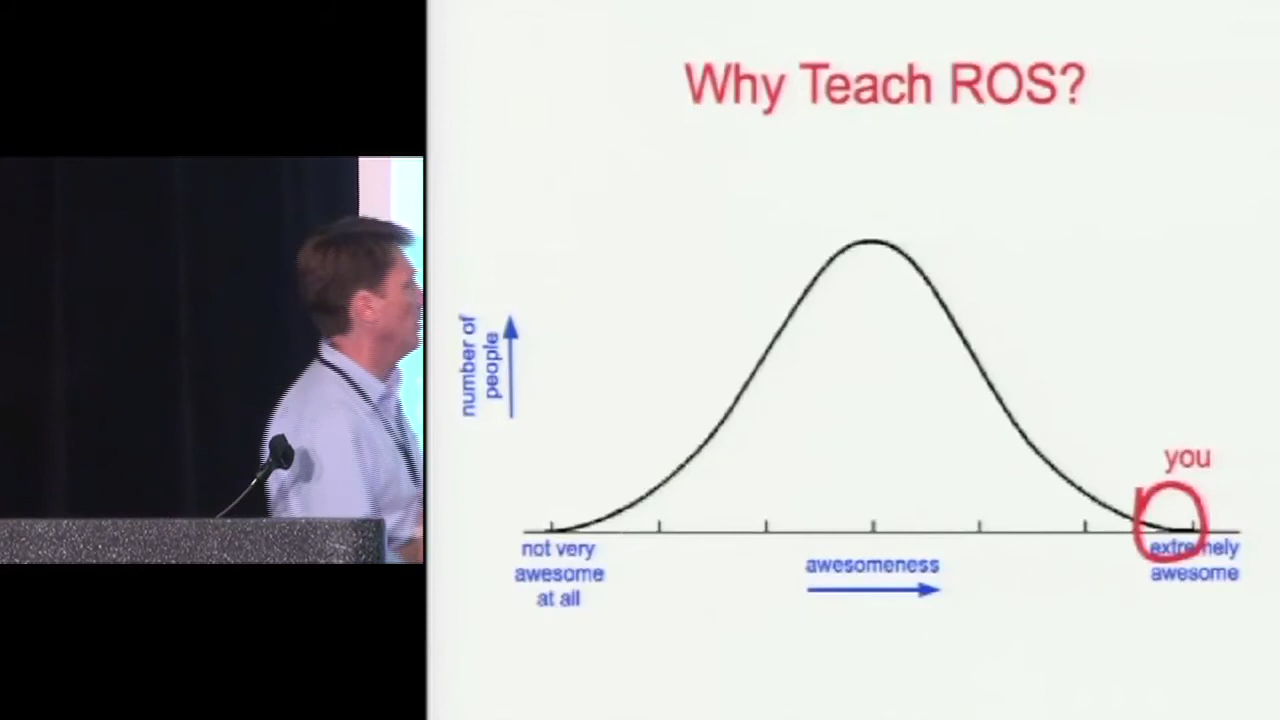 Why Teach ROS?
number of
people
you
not very
awesome
at all
awesomeness
extremely
awesome